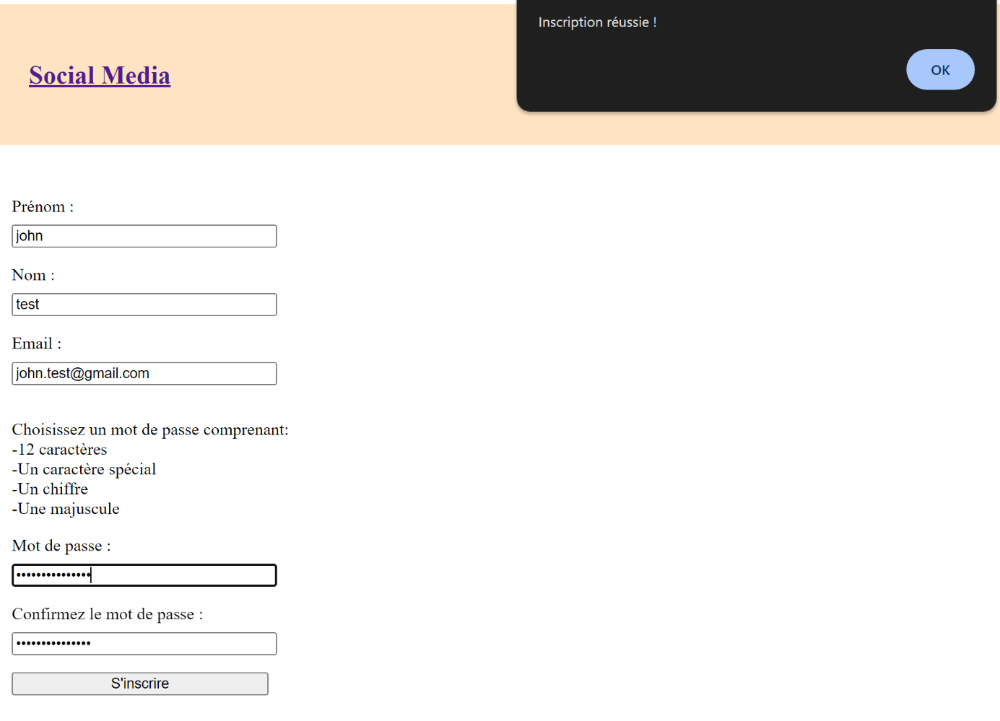 Inscription réussie !
OK
Social Media
Prénom :
john
Nom :
test
Email :
john.test@gmail.com
Choisissez un mot de passe comprenant:
-12 caractères
-Un caractère spécial
-Un chiffre
-Une majuscule
Mot de passe :
•••••••••••••••
Confirmez le mot de passe :
•••••••••••••••
S'inscrire